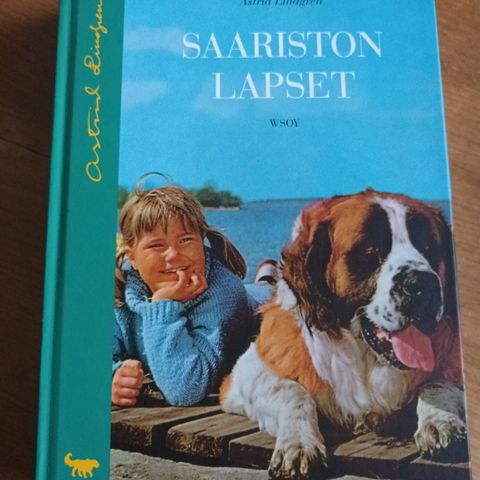 Astrid Lindgren
SAARISTON
LAPSET
WSOY
Astrid Lindgren